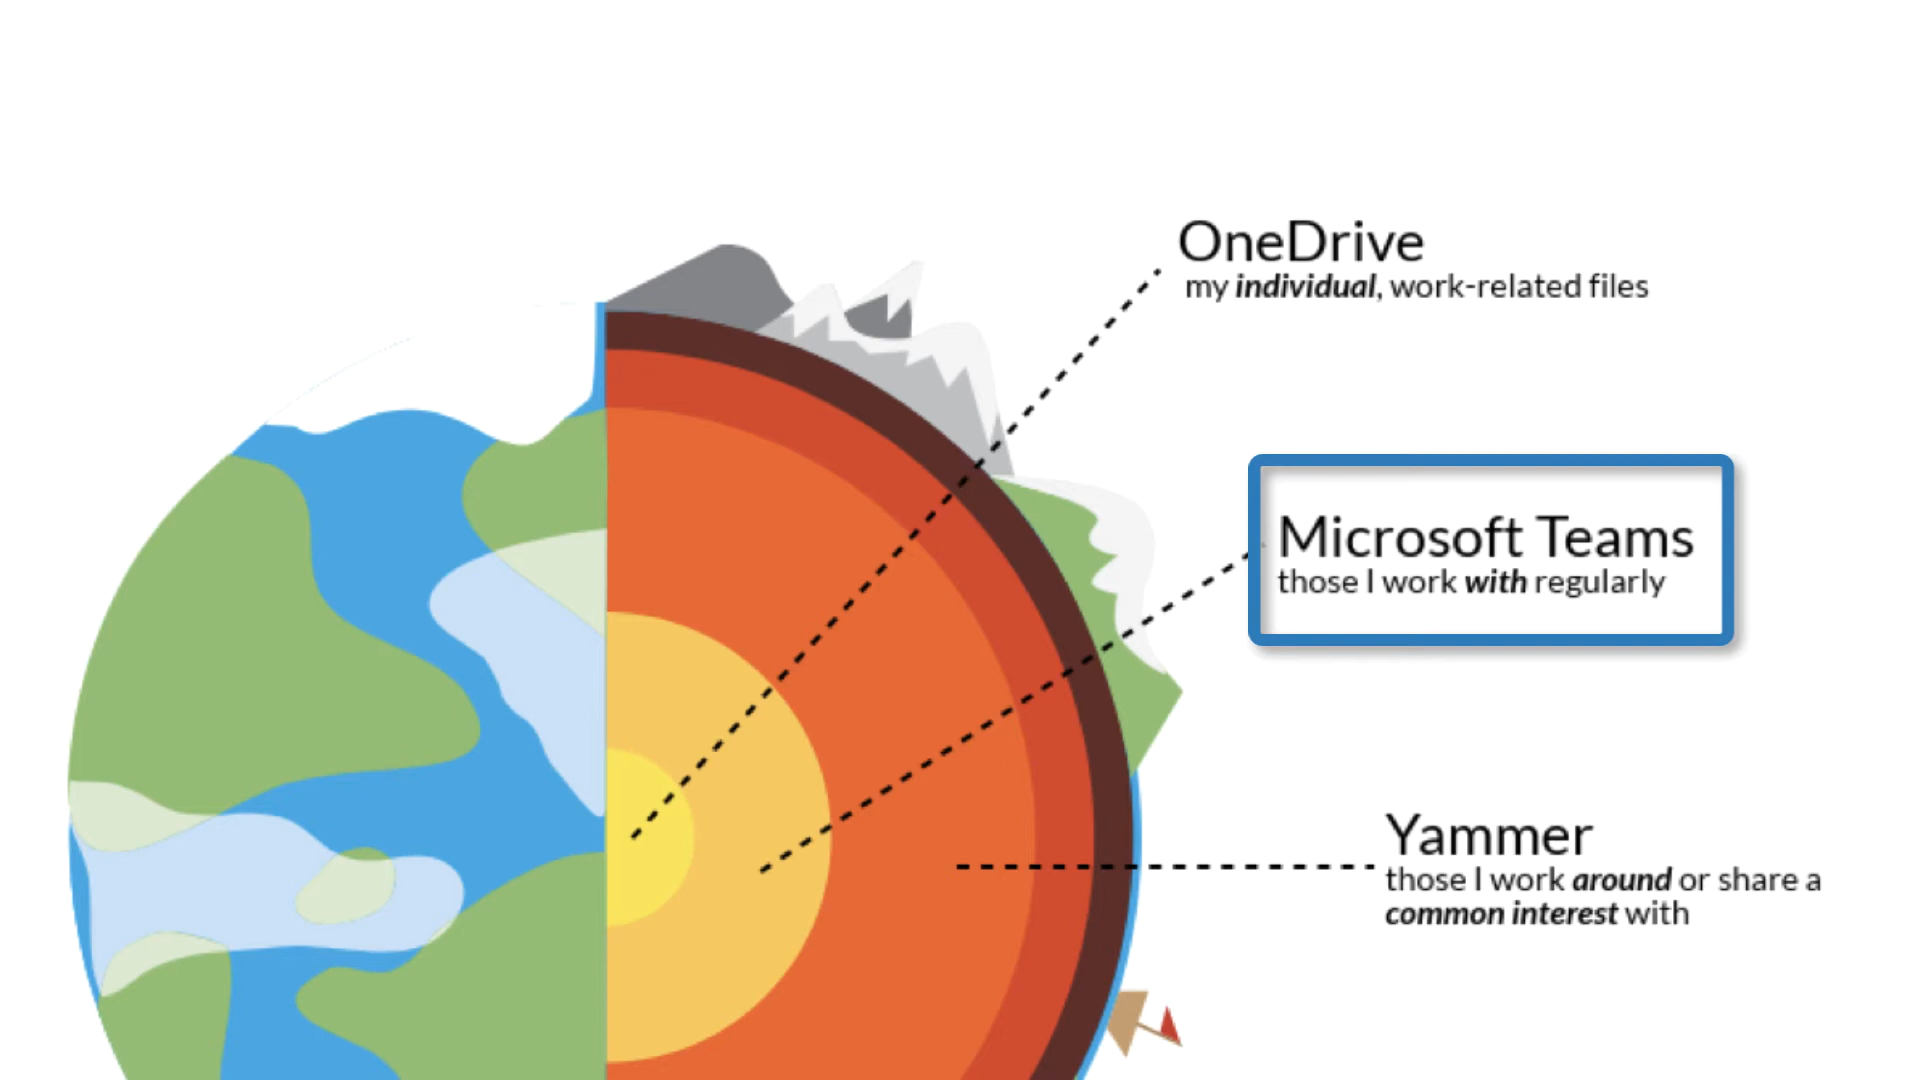 OneDrive
my individual, work-related files
Microsoft Teams
those I work with regularly
Yammer
those I work around or share a
common interest with